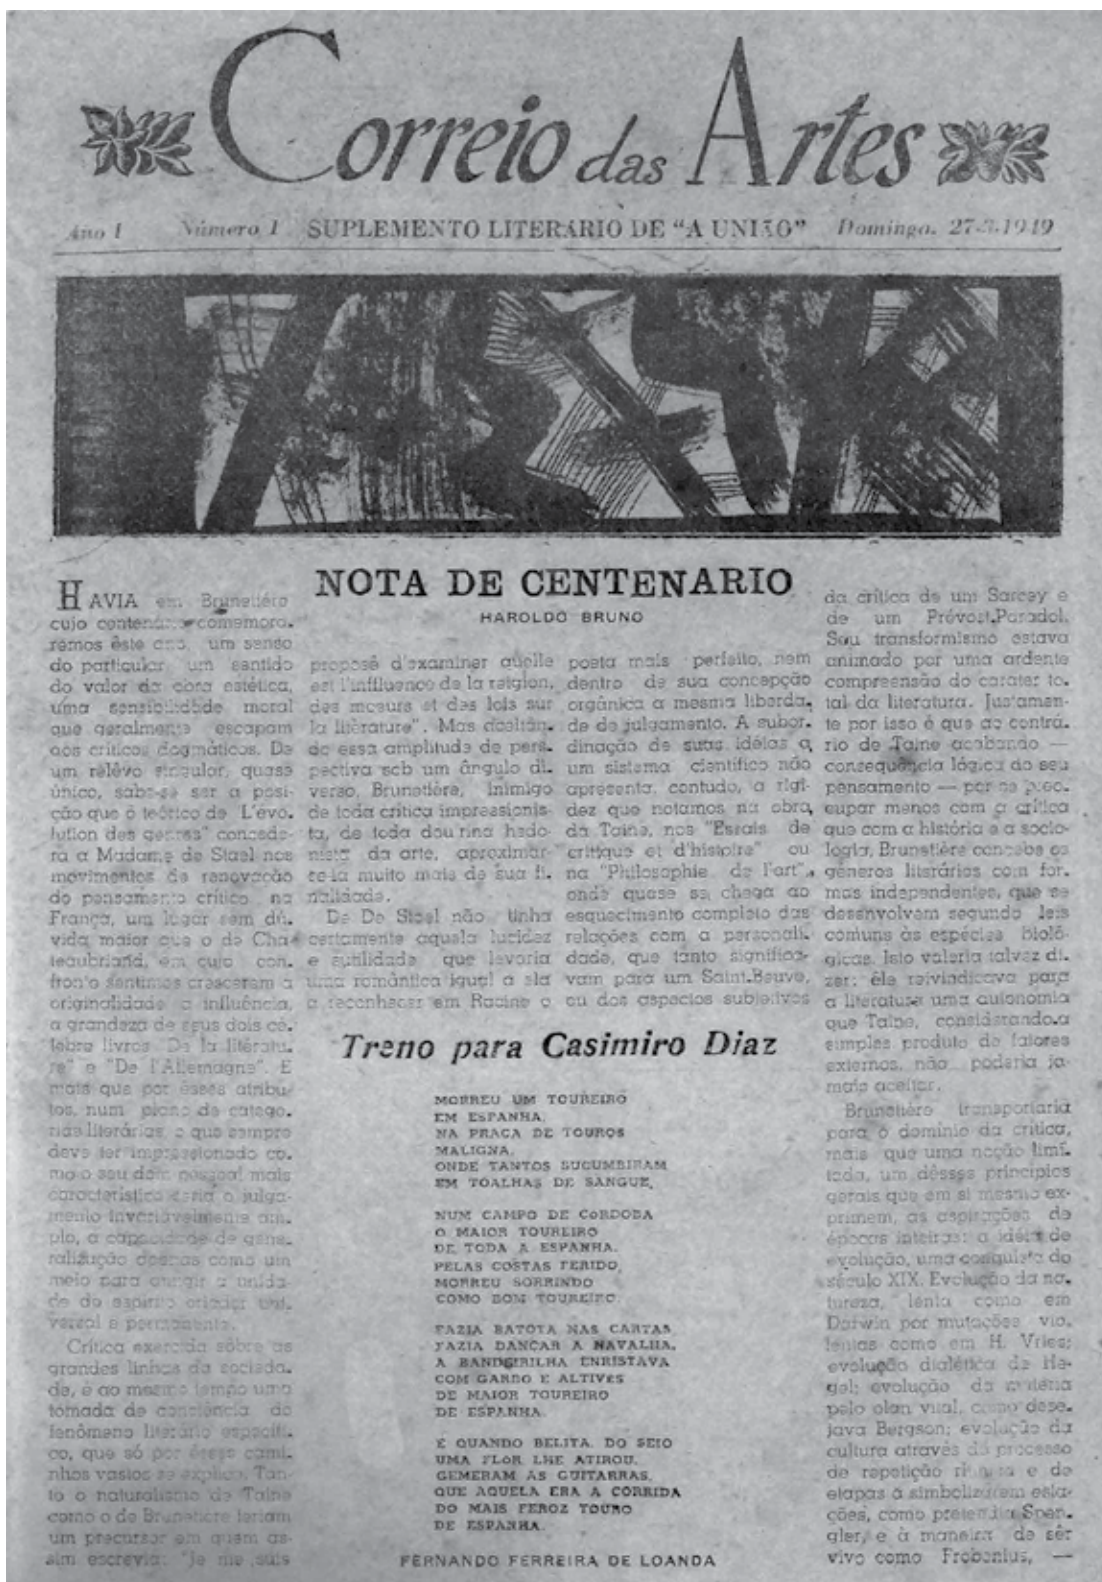 Correio das Artes
Ano I Número 1 SUPLEMENTO LITERÁRIO DE “A UNIÃO” Domingo, 27-3-1949
NOTA DE CENTENARIO
HAROLDO BRUNO
HAVIA em Brunetiére
cujo comemora.
remos êste um senso
do particular um sentido
do valor da obra estética,
uma sensibilidade moral
que geralmente escapam
aos críticos dogmáticos. De
um relêvo singular, quase
único, sabe-se ser a posi-
ção que o teórico de L'évo-
lution des genres" concede-
ra a Madame de Stael nos
movimentos de renovação
do pensamento crítico na
França, um lugar sem dú.
vida maior que o de Cha-
teaubriand, em cujo con-
fronto sentimos crescerem a
originalidade a influência,
a grandeza de seus dois cé.
lebre livros "De la literatu.
re" e "De l'Allemagne". E
mais que por êsses atribu-
tos, num plano de catego.
rias literárias, o que sempre
deve ter impressionado co.
mo o seu dom pessoal mais
característico seria o julga-
mento invariàvelmente am.
plo, a capacidade de gene-
ralização como um
meio para atingir a unida-
de do espírito criador uni.
versal e permanente.
Crítica exercida sôbre as
grandes linhas da socieda.
de, é ao mesmo tempo uma
tomada de consciência do
fenômeno literário específi.
co, que só por êsses cami.
nhos vastos se explica. Tan-
to o naturalismo de Taine
como o de Brunetiére teriam
um precursor em quem as-
sim escrevia: "Je me suis
proposé d'examiner quelle
est l'infiluence de la reigion,
des moeurs et des lois sur
la litèrature". Mas
do essa amplitude de pers.
pectiva sob um ângulo di.
verso, Brunetiére, inimigo
de toda crítica impressionis-
ta, de toda doutrina hedo-
nista da arte, aproximar-
se-ia muito mais de sua fi.
nalidade.
De De Stael não tinha
certamente aquela lucidez
e sutilidade que levaria
uma romântica igual a ela
a reconhecer em Racine o
poeta mais perfeito, nem
dentro de sua concepção
orgânica a mesma liberda.
de de julgamento. A subor.
dinação de suas idéias a
um sistema científico não
apresenta, contudo, a rigi-
dez que notamos na obra
da Taine, nos "Essais de
critique et d'histoire" ou
na "Philosophie de l'art",
onde quase se chega ao
esquecimento completo das
relações com a personali.
dade, que tanto significa-
vam para um Saint-Beuve,
ou dos aspectos subjetivos
da crítica de um Sarcey e
de um Prévost-Paradol.
Seu transformismo estava
animado por uma ardente
compreensão do carater to.
tal da literatura. Justamen-
te por isso é que ao contrá.
rio de Taine acabando —
consequência lógica do seu
pensamento — por se preo.
cupar menos com a crítica
que com a história e a socio-
logia, Brunetiére concebe os
gêneros literários com for.
mas independentes, que se
desenvolvem segundo leis
comuns às espécies bioló-
gicas. Isto valeria talvez di.
zer: êle reivindicava para
a literatura uma autonomia
que Taine, considerando-a
simples produto de fatores
externos, não poderia ja-
mais aceitar.
Brunetiére transportaria
para o domínio da crítica,
mais que uma noção limi.
tada, um dêsses princípios
gerais que em si mesmo ex-
primem, as aspirações de
épocas inteiras: a idéia de
evolução, uma conquista do
século XIX. Evolução da na.
tureza, lenta como em
Darwin por mutações vio.
lentas como em H. Vries;
evolução dialética de He-
gel; evolução da matéria
pelo elan vital, como dese.
java Bergson; evolução da
cultura através do processo
de repetição e de
etapas a simbolizarem esta-
ções, como pretendia Spen.
gler, e à maneira de sêr
vivo como Frobenius, —
Treno para Casimiro Diaz
MORREU UM TOUREIRO
EM ESPANHA.
NA PRACA DE TOUROS
MALIGNA.
ONDE TANTOS SUCUMBIRAM
EM TOALHAS DE SANGUE.
NUM CAMPO DE CORDOBA
O MAIOR TOUREIRO
DE TODA A ESPANHA.
PELAS COSTAS FERIDO,
MORREU SORRINDO
COMO BOM TOUREIRO.
FAZIA BATOTA NAS CARTAS
FAZIA DANCAR A NAVALHA,
A BANDEIRILHA ENRISTAVA
COM GARBO E ALTIVES
DE MAIOR TOUREIRO
DE ESPANHA.
E QUANDO BELITA. DO SEIO
UMA FLOR LHE ATIROU.
GEMERAM AS GUITARRAS.
QUE AQUELA ERA A CORRIDA
DO MAIS FEROZ TOURO
DE ESPANHA.
FERNANDO FERREIRA DE LOANDA